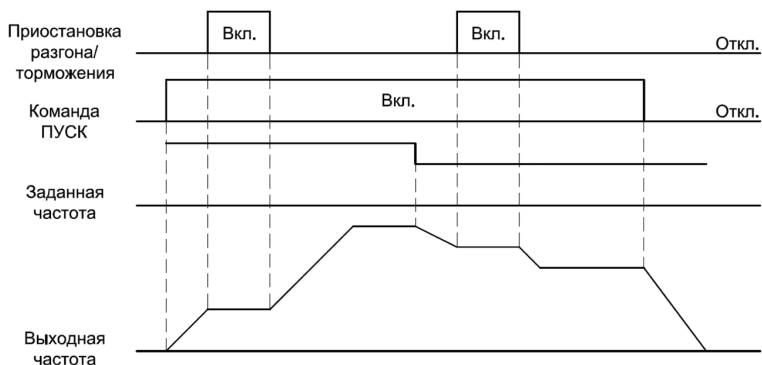 Приостановка
разгона/
торможения
Вкл.
Вкл.
Откл.
Команда
ПУСК
Вкл.
Откл.
Заданная
частота
Выходная
частота